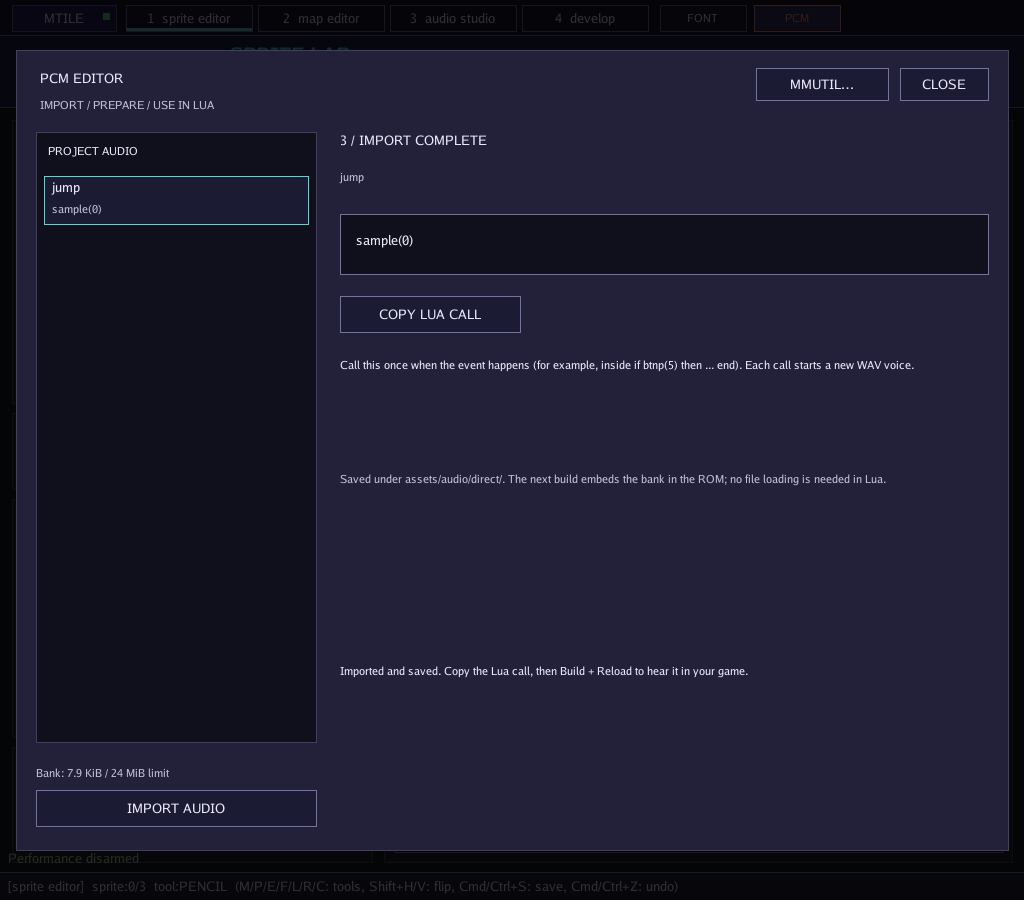 MTILE
1 sprite editor
2 map editor
3 audio studio
4 develop
FONT
PCM
PCM EDITOR
IMPORT / PREPARE / USE IN LUA
MMUTIL...
CLOSE
PROJECT AUDIO
jump
sample(0)
3 / IMPORT COMPLETE
jump
sample(0)
COPY LUA CALL
Call this once when the event happens (for example, inside if btnp(5) then ... end). Each call starts a new WAV voice.
Saved under assets/audio/direct/. The next build embeds the bank in the ROM; no file loading is needed in Lua.
Imported and saved. Copy the Lua call, then Build + Reload to hear it in your game.
Bank: 7.9 KiB / 24 MiB limit
IMPORT AUDIO
Performance disarmed
[sprite editor] sprite:0/3 tool:PENCIL (M/P/E/F/L/R/C: tools, Shift+H/V: flip, Cmd/Ctrl+S: save, Cmd/Ctrl+Z: undo)